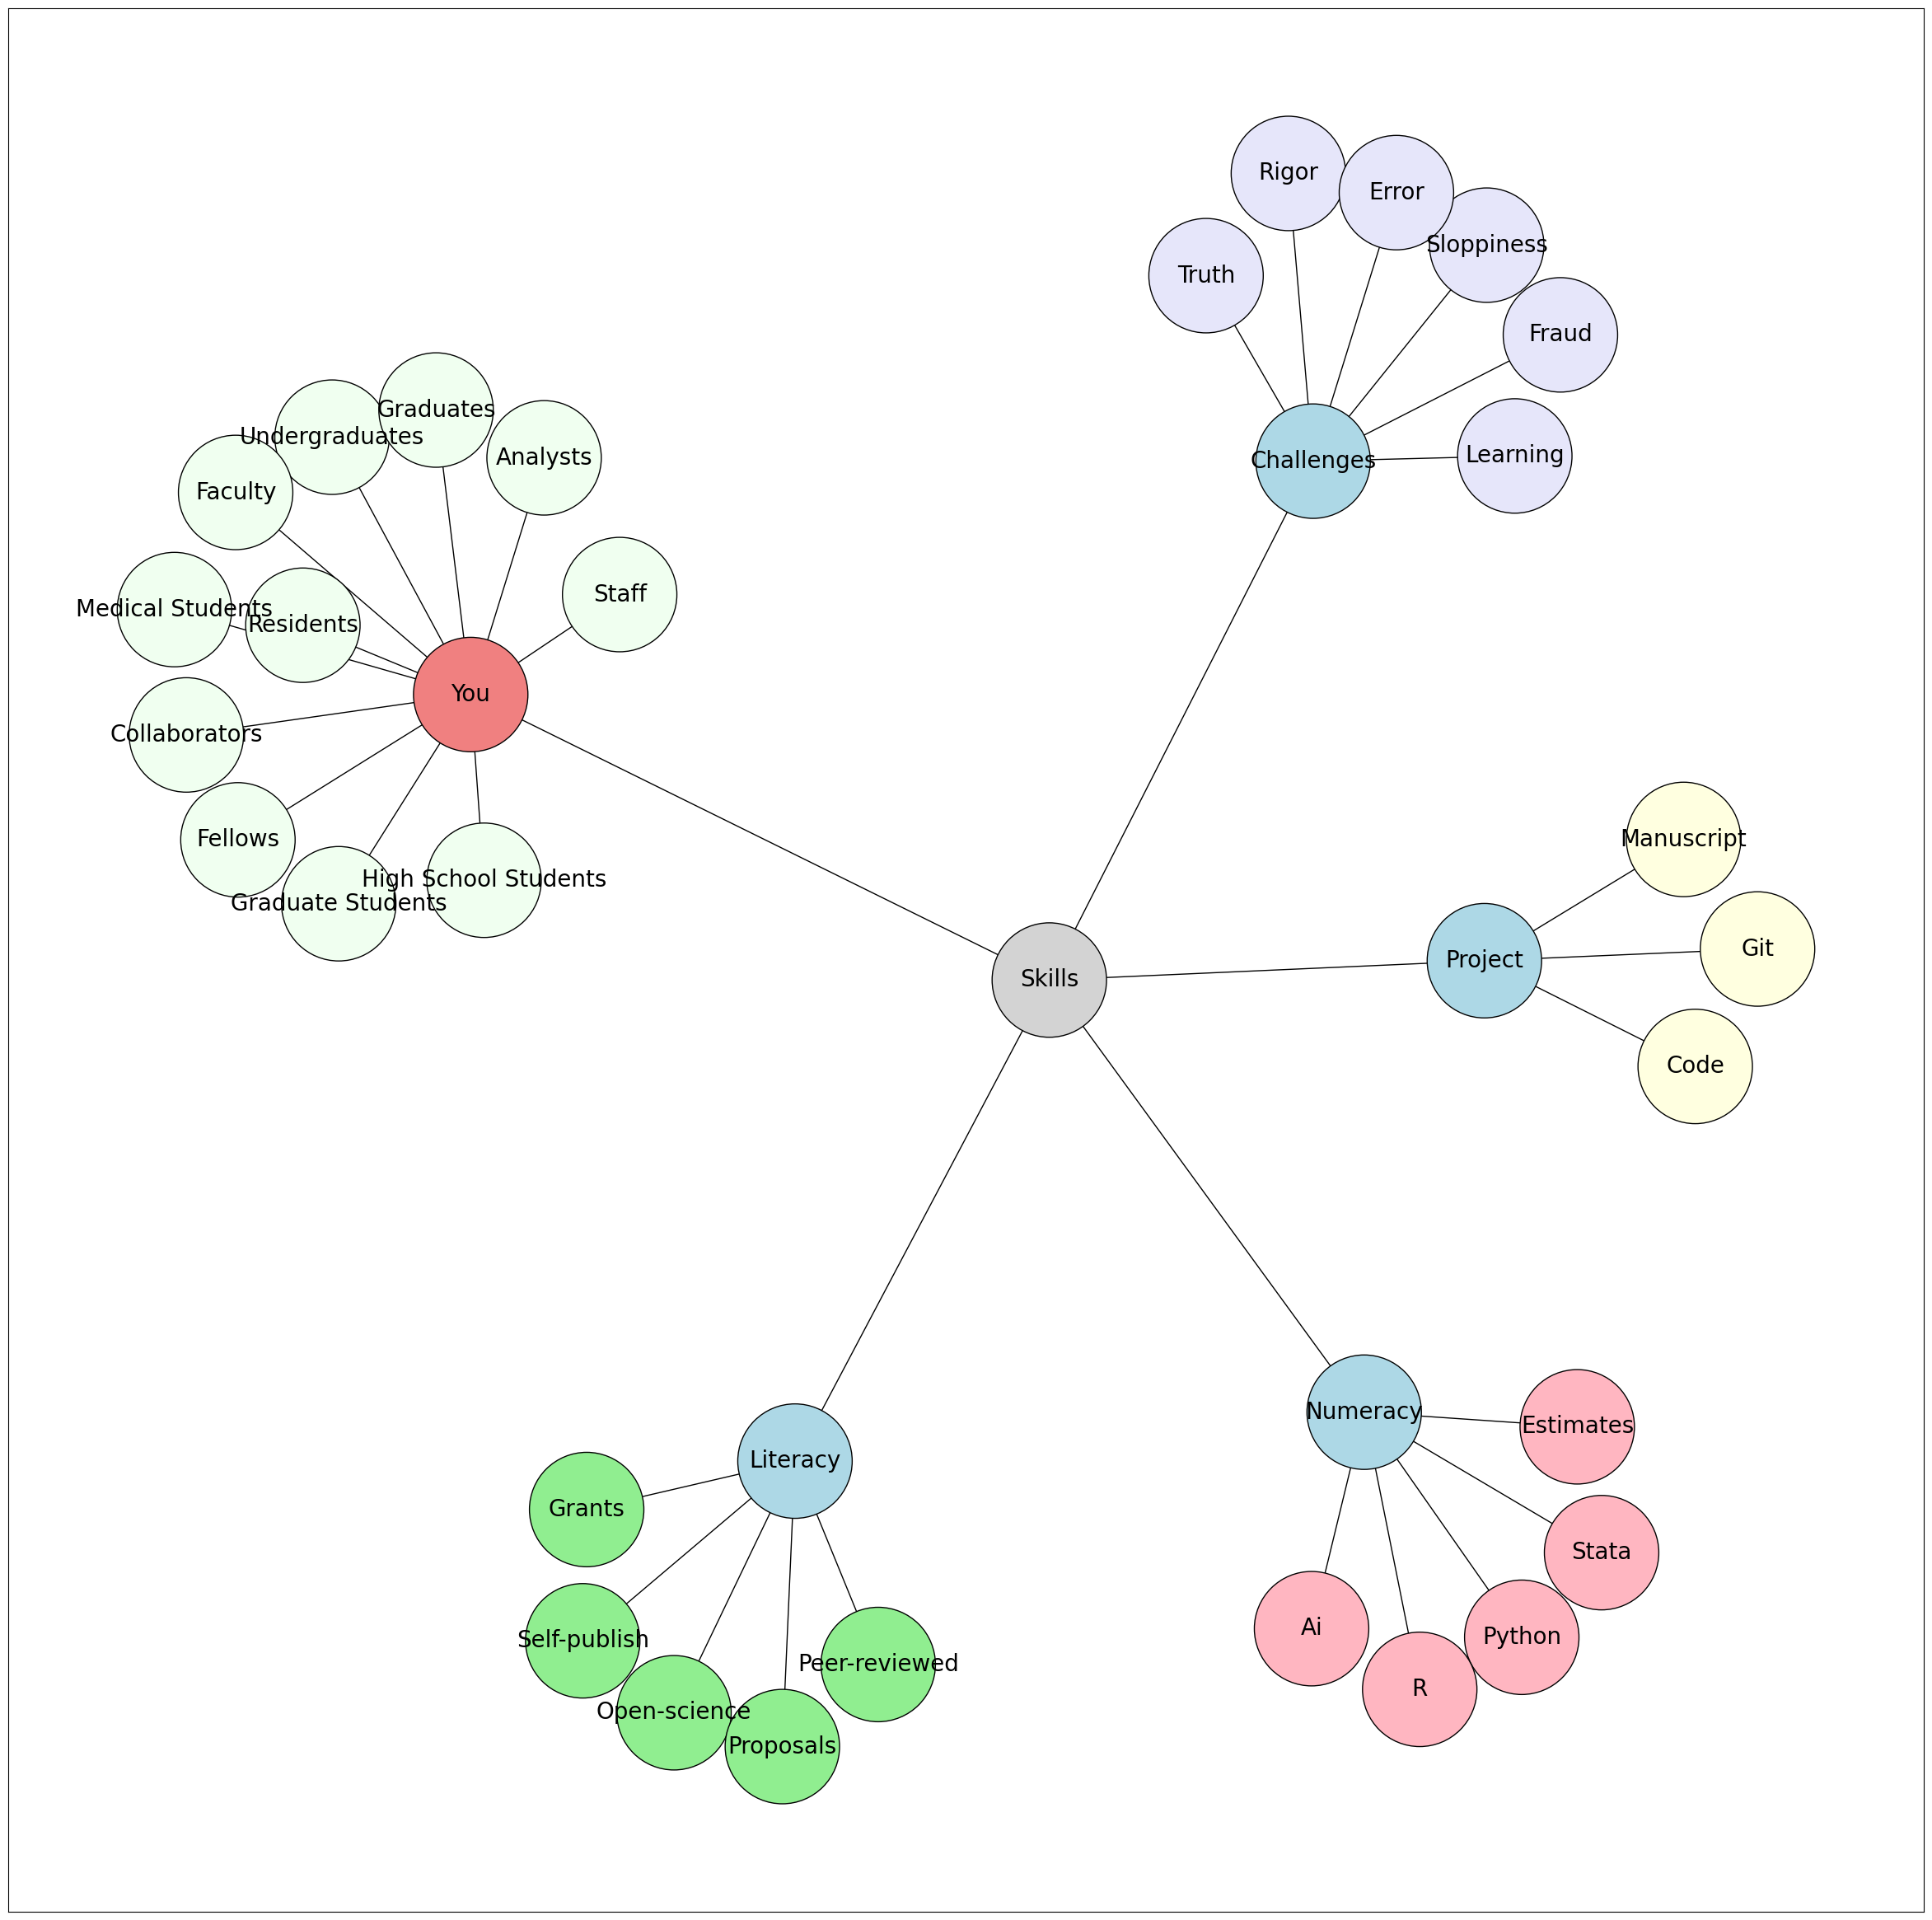 Rigor
Error
Sloppiness
Truth
Fraud
Graduates
Undergraduates
Analysts
Learning
Challenges
Faculty
Staff
Medical Students
Residents
You
Collaborators
Manuscript
Fellows
High School Students
Graduate Students
Git
Project
Skills
Code
Numeracy
Estimates
Literacy
Grants
Stata
Ai
Python
Self-publish
Peer-reviewed
R
Open-science
Proposals